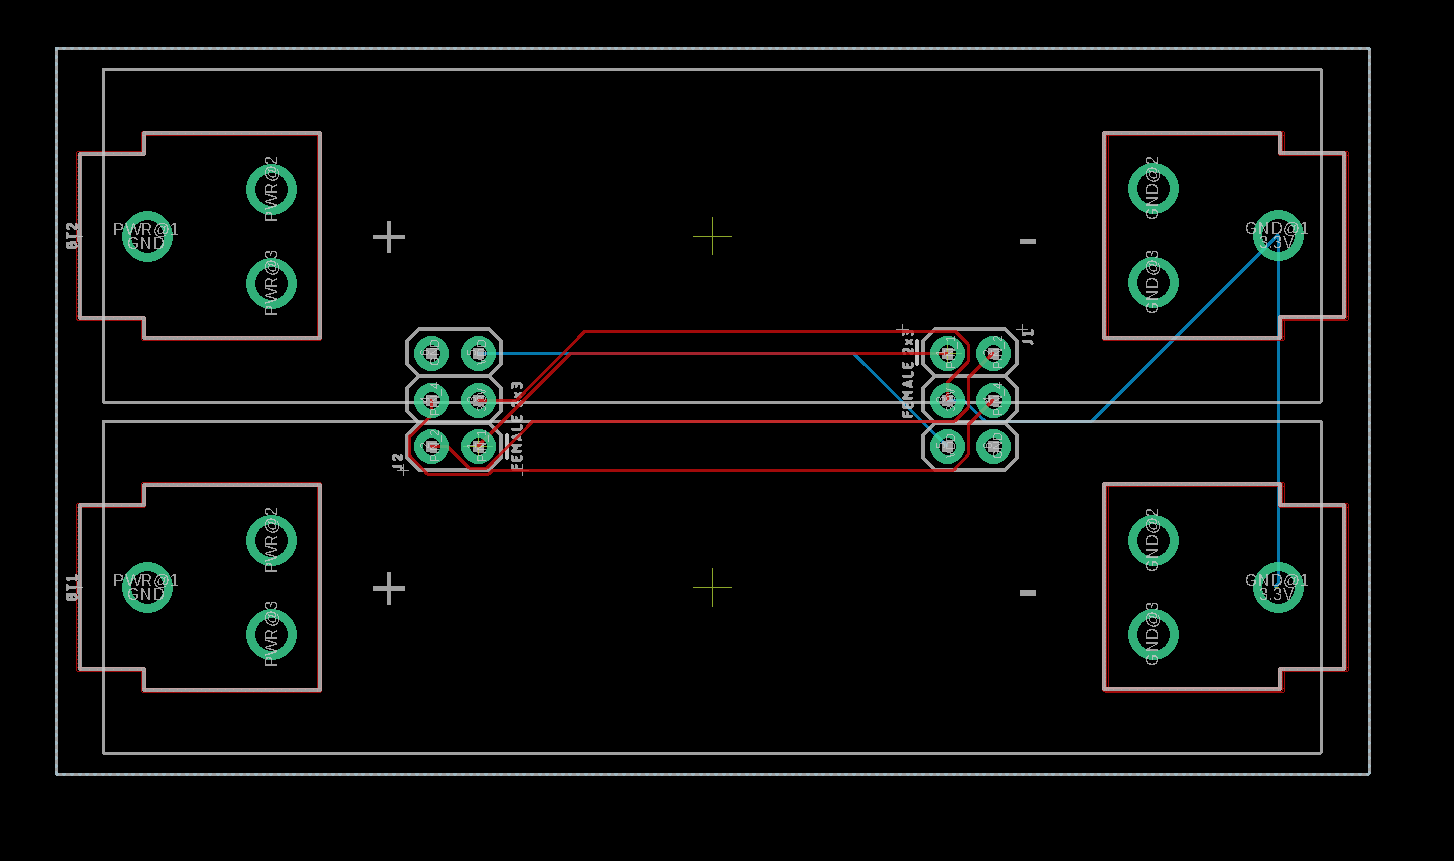 PWR@2
GND@2
BT2
PWR@1
GND
+
-
GND@1
3.3V
PWR@3
GND@3
J1
FEMALE 2x3
FEMALE 2x3
J2
PWR@2
GND@2
BT1
PWR@1
GND
+
-
GND@1
3.3V
PWR@3
GND@3